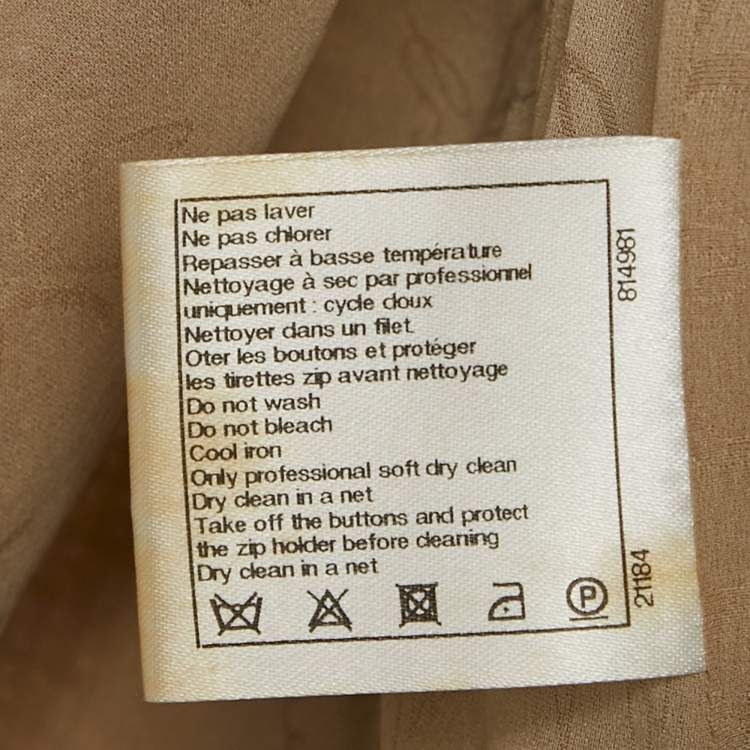 Ne pas laver
Ne pas chlorer
Repasser à basse température
Nettoyage à sec par professionnel
uniquement : cycle doux
Nettoyer dans un filet.
Oter les boutons et protéger
les tirettes zip avant nettoyage
Do not wash
Do not bleach
Cool iron
Only professional soft dry clean
Dry clean in a net
Take off the buttons and protect
the zip holder before cleaning
Dry clean in a net
P
814981
21184